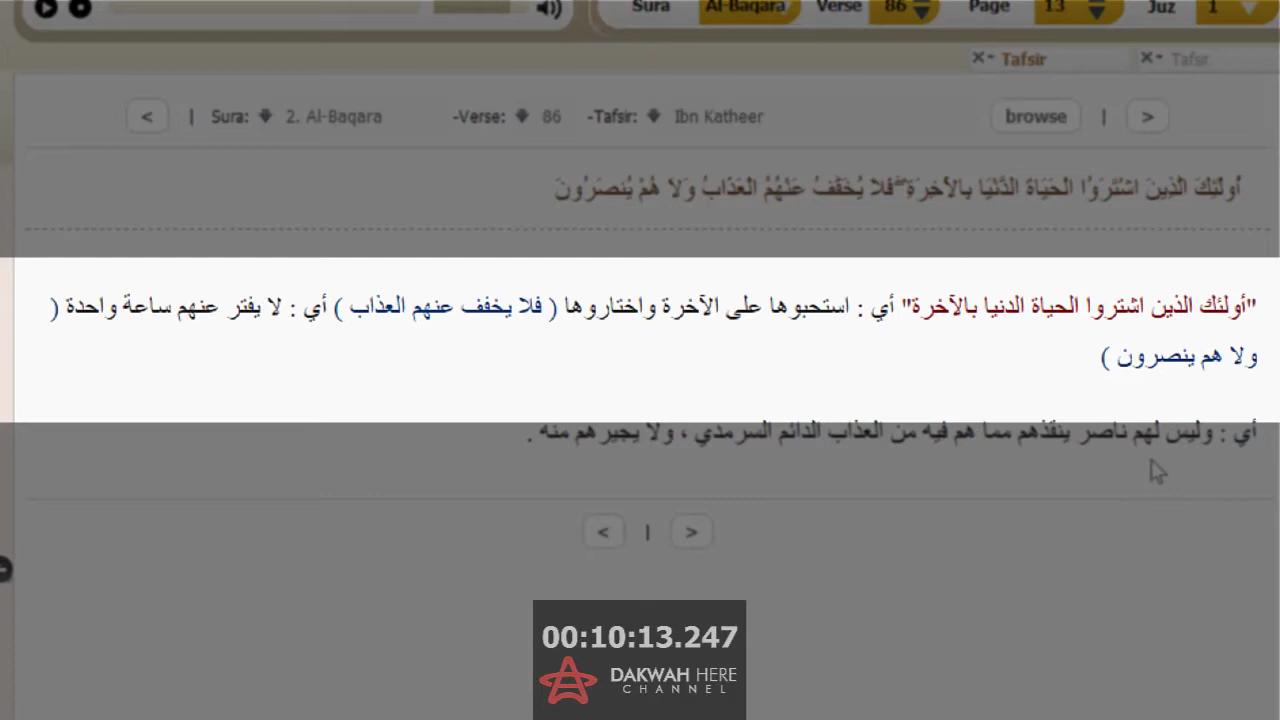 Sura Al-Baqara Verse 86 Page 13 Juz 1
Tafsir Tafsr
< | Sura: 2. Al-Baqara -Verse: 86 -Tafsir: Ibn Katheer browse | >
أُولَٰئِكَ الَّذِينَ اشْتَرَوُا الْحَيَاةَ الدُّنْيَا بِالْآخِرَةِ ۖ فَلَا يُخَفَّفُ عَنْهُمُ الْعَذَابُ وَلَا هُمْ يُنصَرُونَ
"أولئك الذين اشتروا الحياة الدنيا بالآخرة" أي : استحبوها على الآخرة واختاروها ( فلا يخفف عنهم العذاب ) أي : لا يفتر عنهم ساعة واحدة (
ولا هم ينصرون )
أي : وليس لهم ناصر ينقذهم مما هم فيه من العذاب الدائم السرمدي ، ولا يجيرهم منه .
< | >
00:10:13.247
DAKWAH HERE
CHANNEL